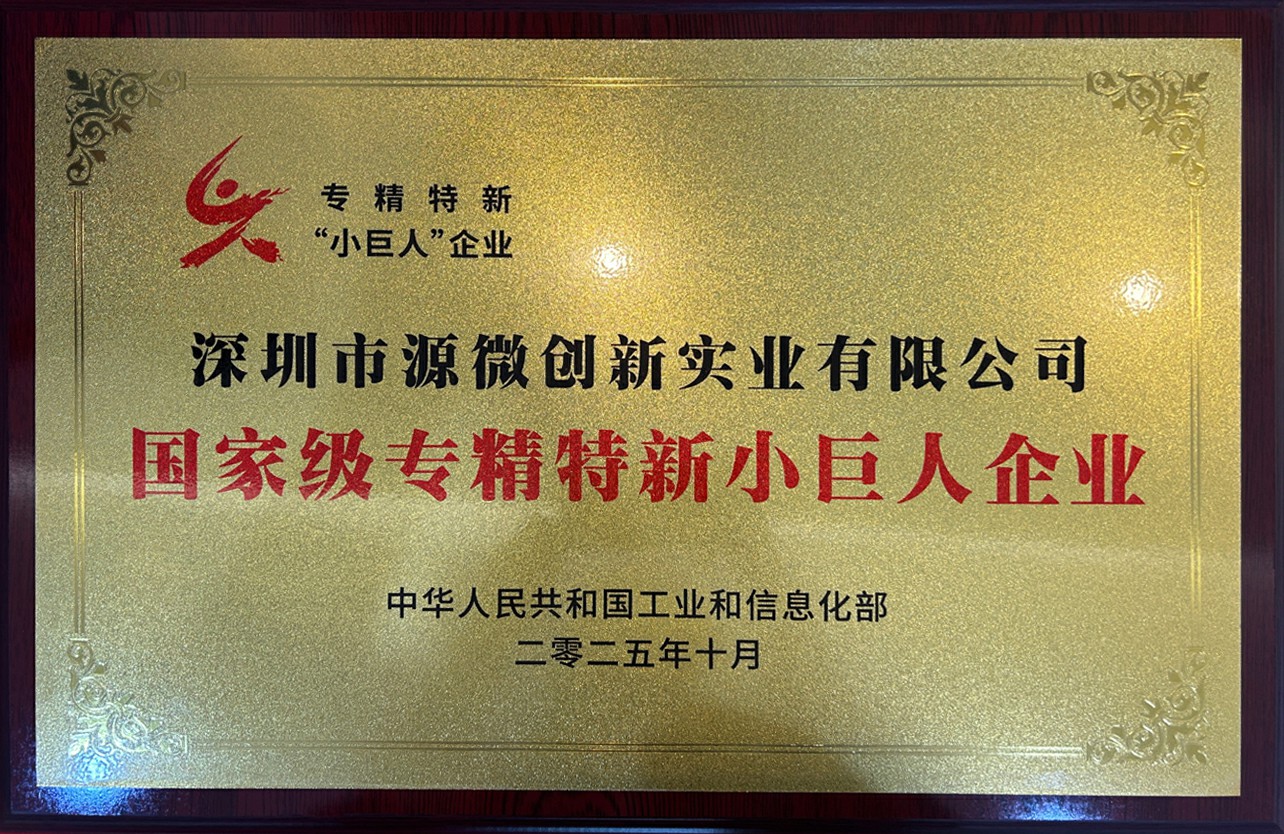 专精特新
“小巨人”企业
深圳市源微创新实业有限公司
国家级专精特新小巨人企业
中华人民共和国工业和信息化部
二零二五年十月